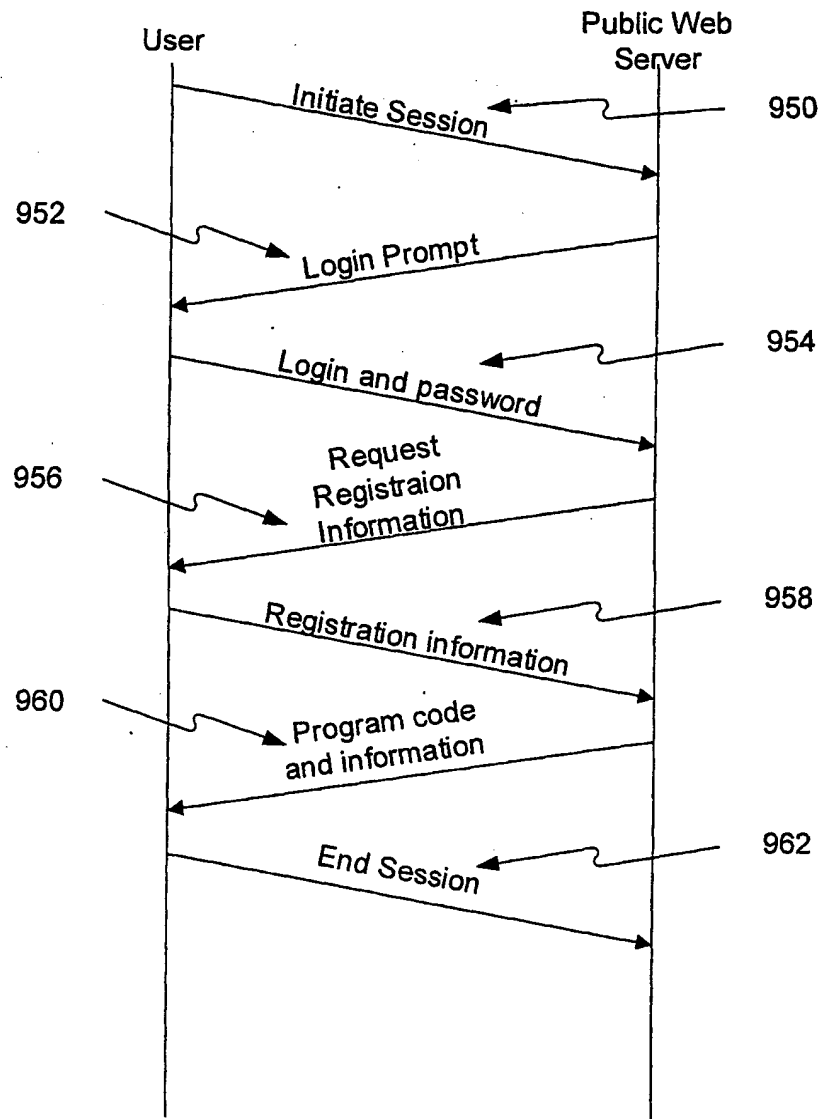 User
Public Web
Server
Initiate Session
950
952
Login Prompt
954
Login and password
956
Request
Registraion
Information
958
Registration information
960
Program code
and information
962
End Session